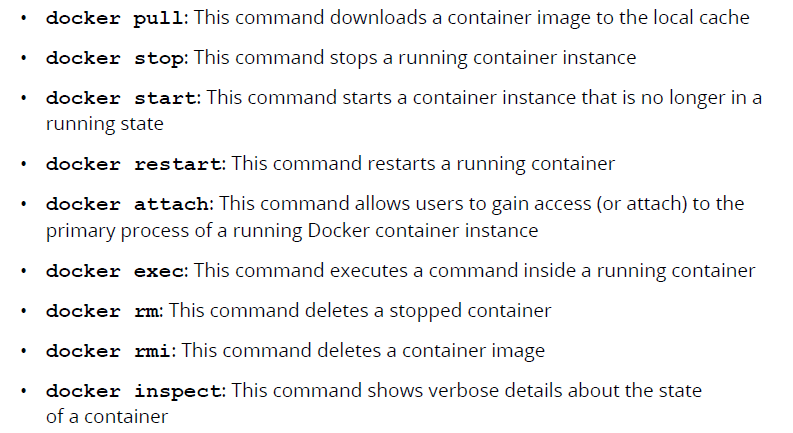 • docker pull: This command downloads a container image to the local cache
• docker stop: This command stops a running container instance
• docker start: This command starts a container instance that is no longer in a
running state
• docker restart: This command restarts a running container
• docker attach: This command allows users to gain access (or attach) to the
primary process of a running Docker container instance
• docker exec: This command executes a command inside a running container
• docker rm: This command deletes a stopped container
• docker rmi: This command deletes a container image
• docker inspect: This command shows verbose details about the state
of a container